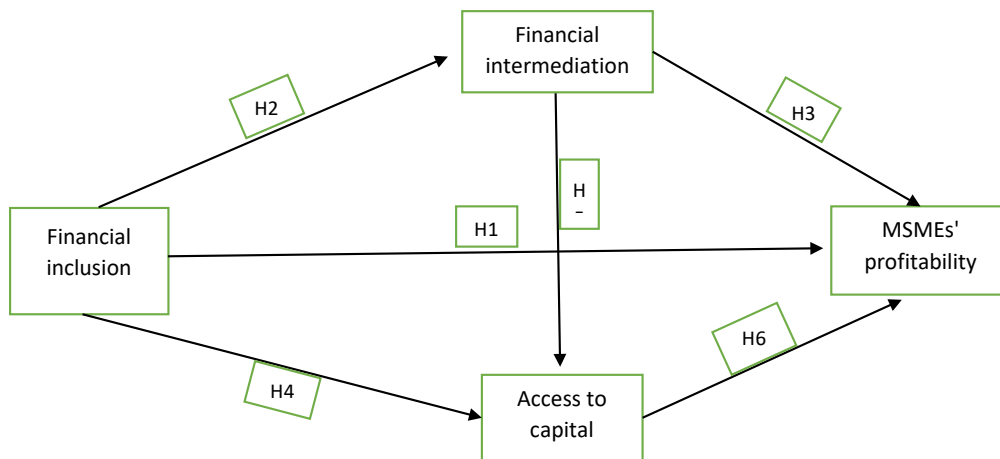 Financial
intermediation
H2
H3
H
Financial
inclusion
H1
MSMEs'
profitability
H6
H4
Access to
capital